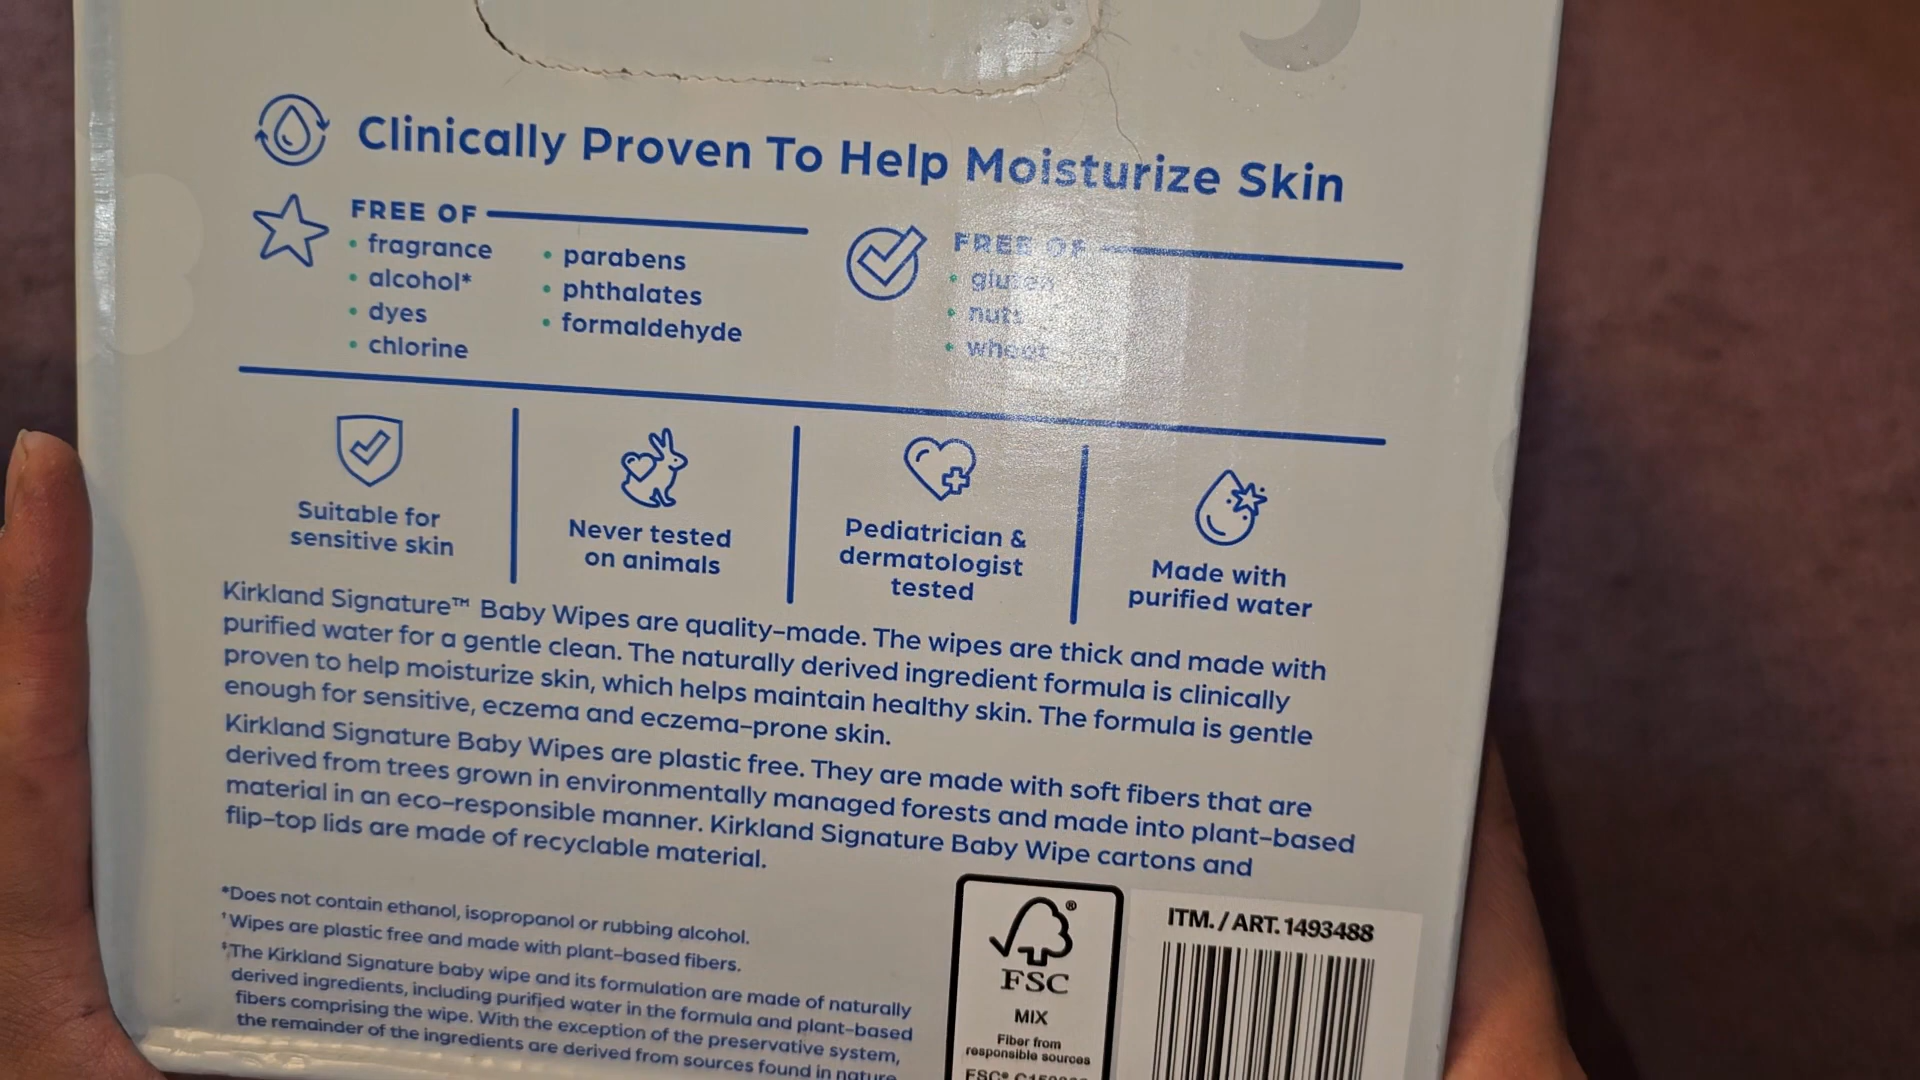 Clinically Proven To Help Moisturize Skin
FREE OF
• fragrance
• alcohol*
• dyes
• chlorine
• parabens
• phthalates
• formaldehyde
FREE OF
• gluten
• nuts
• wheat
Suitable for
sensitive skin
Never tested
on animals
Pediatrician &
dermatologist
tested
Made with
purified water
Kirkland Signature™ Baby Wipes are quality-made. The wipes are thick and made with
purified water for a gentle clean. The naturally derived ingredient formula is clinically
proven to help moisturize skin, which helps maintain healthy skin. The formula is gentle
enough for sensitive, eczema and eczema-prone skin.
Kirkland Signature Baby Wipes are plastic free. They are made with soft fibers that are
derived from trees grown in environmentally managed forests and made into plant-based
material in an eco-responsible manner. Kirkland Signature Baby Wipe cartons and
flip-top lids are made of recyclable material.
*Does not contain ethanol, isopropanol or rubbing alcohol.
†Wipes are plastic free and made with plant-based fibers.
‡The Kirkland Signature baby wipe and its formulation are made of naturally
derived ingredients, including purified water in the formula and plant-based
fibers comprising the wipe. With the exception of the preservative system,
the remainder of the ingredients are derived from sources found in nature
®
FSC
MIX
Fiber from
responsible sources
FSC®
ITM. / ART. 1493488